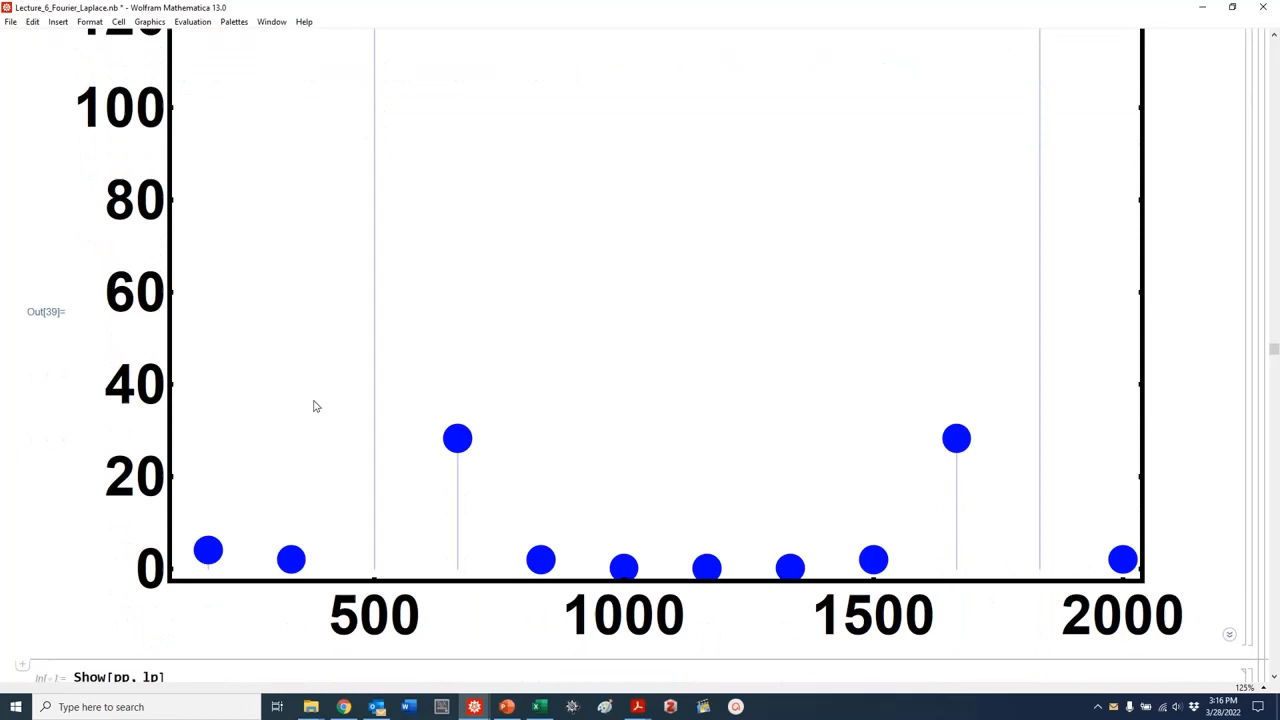 Lecture_6_Fourier_Laplace.nb * - Wolfram Mathematica 13.0
File Edit Insert Format Cell Graphics Evaluation Palettes Window Help
120
100
80
60
Out[39]=
40
20
0
500 1000 1500 2000
In[-]:= Show[pp, lp]
125%
Type here to search
3:16 PM
3/28/2022